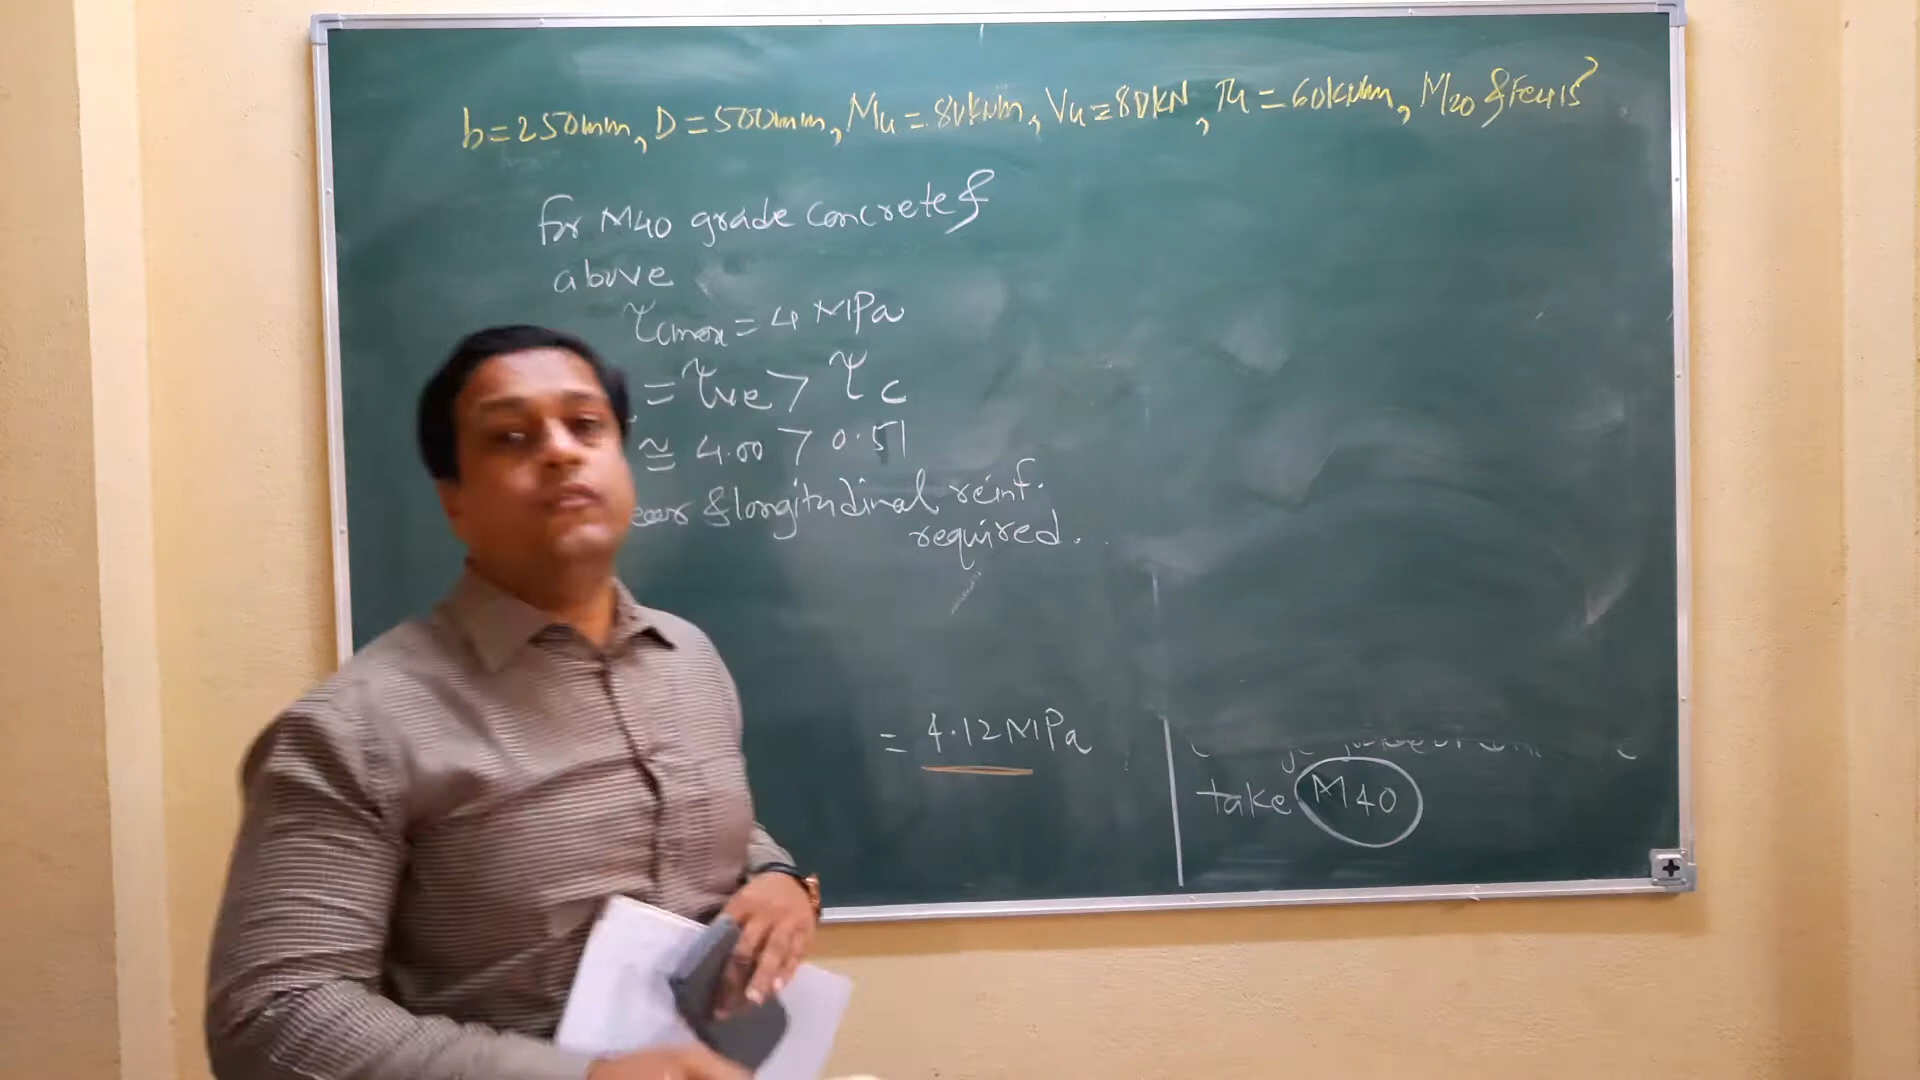 b=250mm, D=500mm, Mu=80kNm, Vu=80kN, Tu=60kNm, M20 & Fe415?
for M40 grade concrete &
above
τcmax = 4 MPa
= τve > τc
≅ 4.00 > 0.51
ear & longitudinal reinf.
required.
= 4.12 MPa
take M40